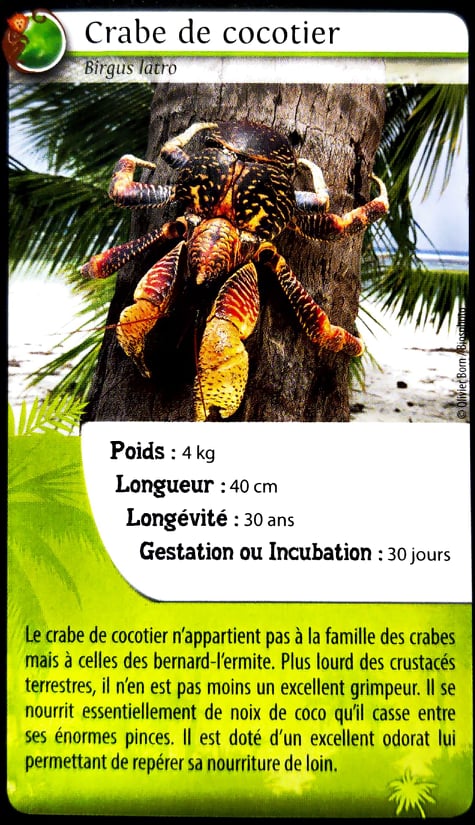 Crabe de cocotier
Birgus latro
© Olivier Born / Biosphoto
Poids : 4 kg
Longueur : 40 cm
Longévité : 30 ans
Gestation ou Incubation : 30 jours
Le crabe de cocotier n'appartient pas à la famille des crabes
mais à celles des bernard-l'ermite. Plus lourd des crustacés
terrestres, il n'en est pas moins un excellent grimpeur. Il se
nourrit essentiellement de noix de coco qu'il casse entre
ses énormes pinces. Il est doté d'un excellent odorat lui
permettant de repérer sa nourriture de loin.